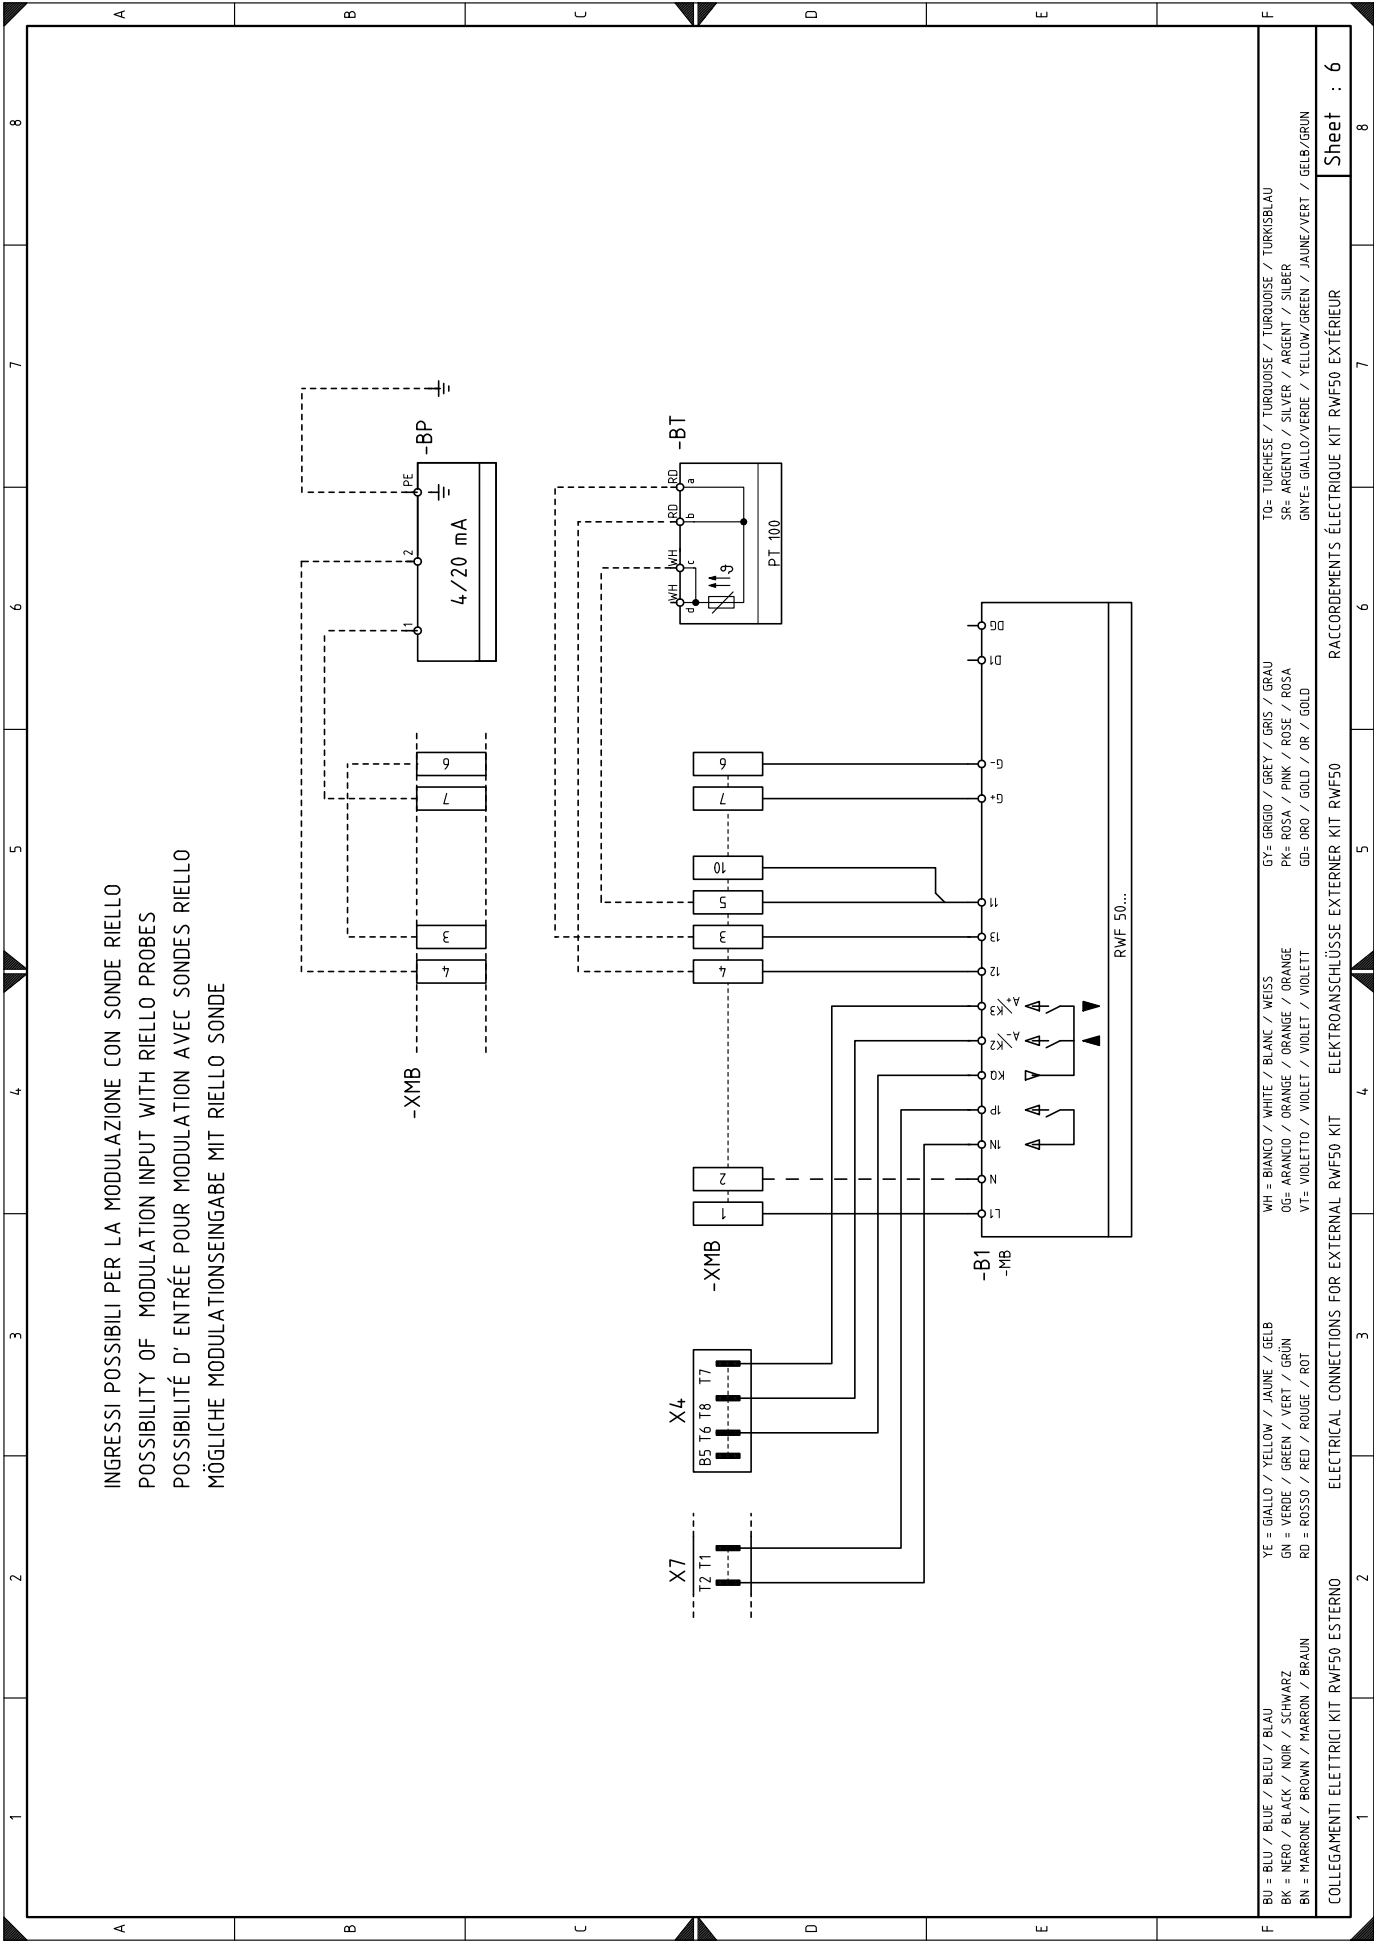 1 2 3 4 5 6 7 8
A
B
C
D
E
F
INGRESSI POSSIBILI PER LA MODULAZIONE CON SONDE RIELLO
POSSIBILITY OF MODULATION INPUT WITH RIELLO PROBES
POSSIBILITÉ D' ENTRÉE POUR MODULATION AVEC SONDES RIELLO
MÖGLICHE MODULATIONSEINGABE MIT RIELLO SONDE
-XMB
4 3 7 6
1 2 PE
-BP
4/20 mA
-BT
WH WH RD RD
d c b a
ϑ
PT 100
X7
T2 T1
X4
B5 T6 T8 T7
-XMB
1 2 4 3 5 10 7 6
-B1
-MB
L1 N 1N 1P KQ K2/A- K3/A+ 12 13 11 G+ G- D1 DG
RWF 50...
A
B
C
D
E
F
BU = BLU / BLUE / BLEU / BLAU
BK = NERO / BLACK / NOIR / SCHWARZ
BN = MARRONE / BROWN / MARRON / BRAUN
YE = GIALLO / YELLOW / JAUNE / GELB
GN = VERDE / GREEN / VERT / GRÜN
RD = ROSSO / RED / ROUGE / ROT
WH = BIANCO / WHITE / BLANC / WEISS
OG= ARANCIO / ORANGE / ORANGE / ORANGE
VT= VIOLETTO / VIOLET / VIOLET / VIOLETT
GY= GRIGIO / GREY / GRIS / GRAU
PK= ROSA / PINK / ROSE / ROSA
GD= ORO / GOLD / OR / GOLD
TQ= TURCHESE / TURQUOISE / TURQUOISE / TURKISBLAU
SR= ARGENTO / SILVER / ARGENT / SILBER
GNYE= GIALLO/VERDE / YELLOW/GREEN / JAUNE/VERT / GELB/GRUN
COLLEGAMENTI ELETTRICI KIT RWF50 ESTERNO
ELECTRICAL CONNECTIONS FOR EXTERNAL RWF50 KIT
ELEKTROANSCHLÜSSE EXTERNER KIT RWF50
RACCORDEMENTS ÉLECTRIQUE KIT RWF50 EXTÉRIEUR
Sheet : 6
1 2 3 4 5 6 7 8